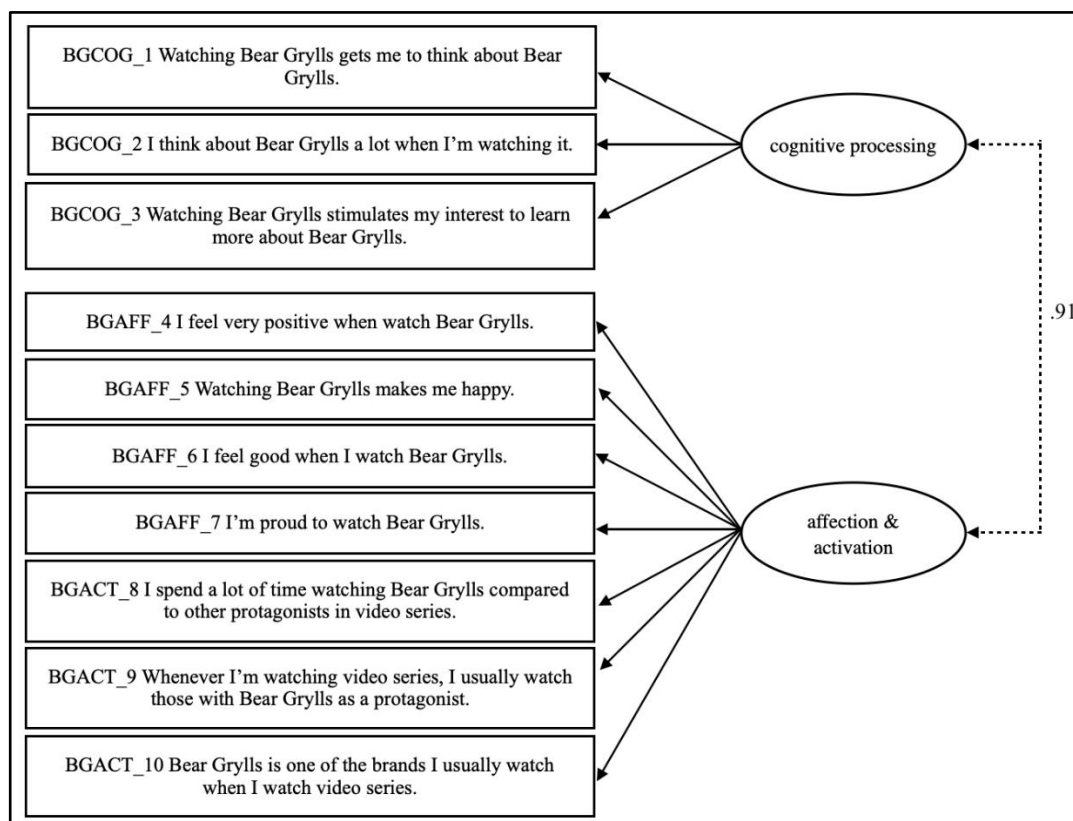 BGCOG_1 Watching Bear Grylls gets me to think about Bear
Grylls.
BGCOG_2 I think about Bear Grylls a lot when I’m watching it.
BGCOG_3 Watching Bear Grylls stimulates my interest to learn
more about Bear Grylls.
cognitive processing
BGAFF_4 I feel very positive when watch Bear Grylls.
BGAFF_5 Watching Bear Grylls makes me happy.
BGAFF_6 I feel good when I watch Bear Grylls.
BGAFF_7 I’m proud to watch Bear Grylls.
BGACT_8 I spend a lot of time watching Bear Grylls compared
to other protagonists in video series.
BGACT_9 Whenever I’m watching video series, I usually watch
those with Bear Grylls as a protagonist.
BGACT_10 Bear Grylls is one of the brands I usually watch
when I watch video series.
affection &
activation
.91